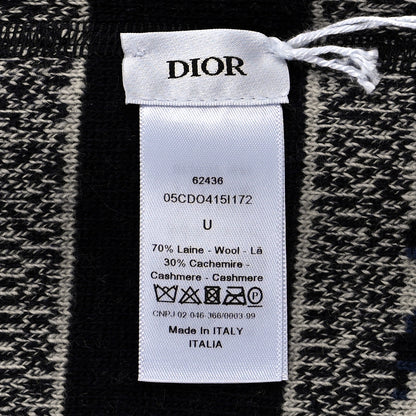 DIOR
62436
05CDO415I172
U
70% Laine - Wool - Lã
30% Cachemire -
Cashmere - Cashmere
P
CNPJ 02-046-368/0003-99
Made In ITALY
ITALIA